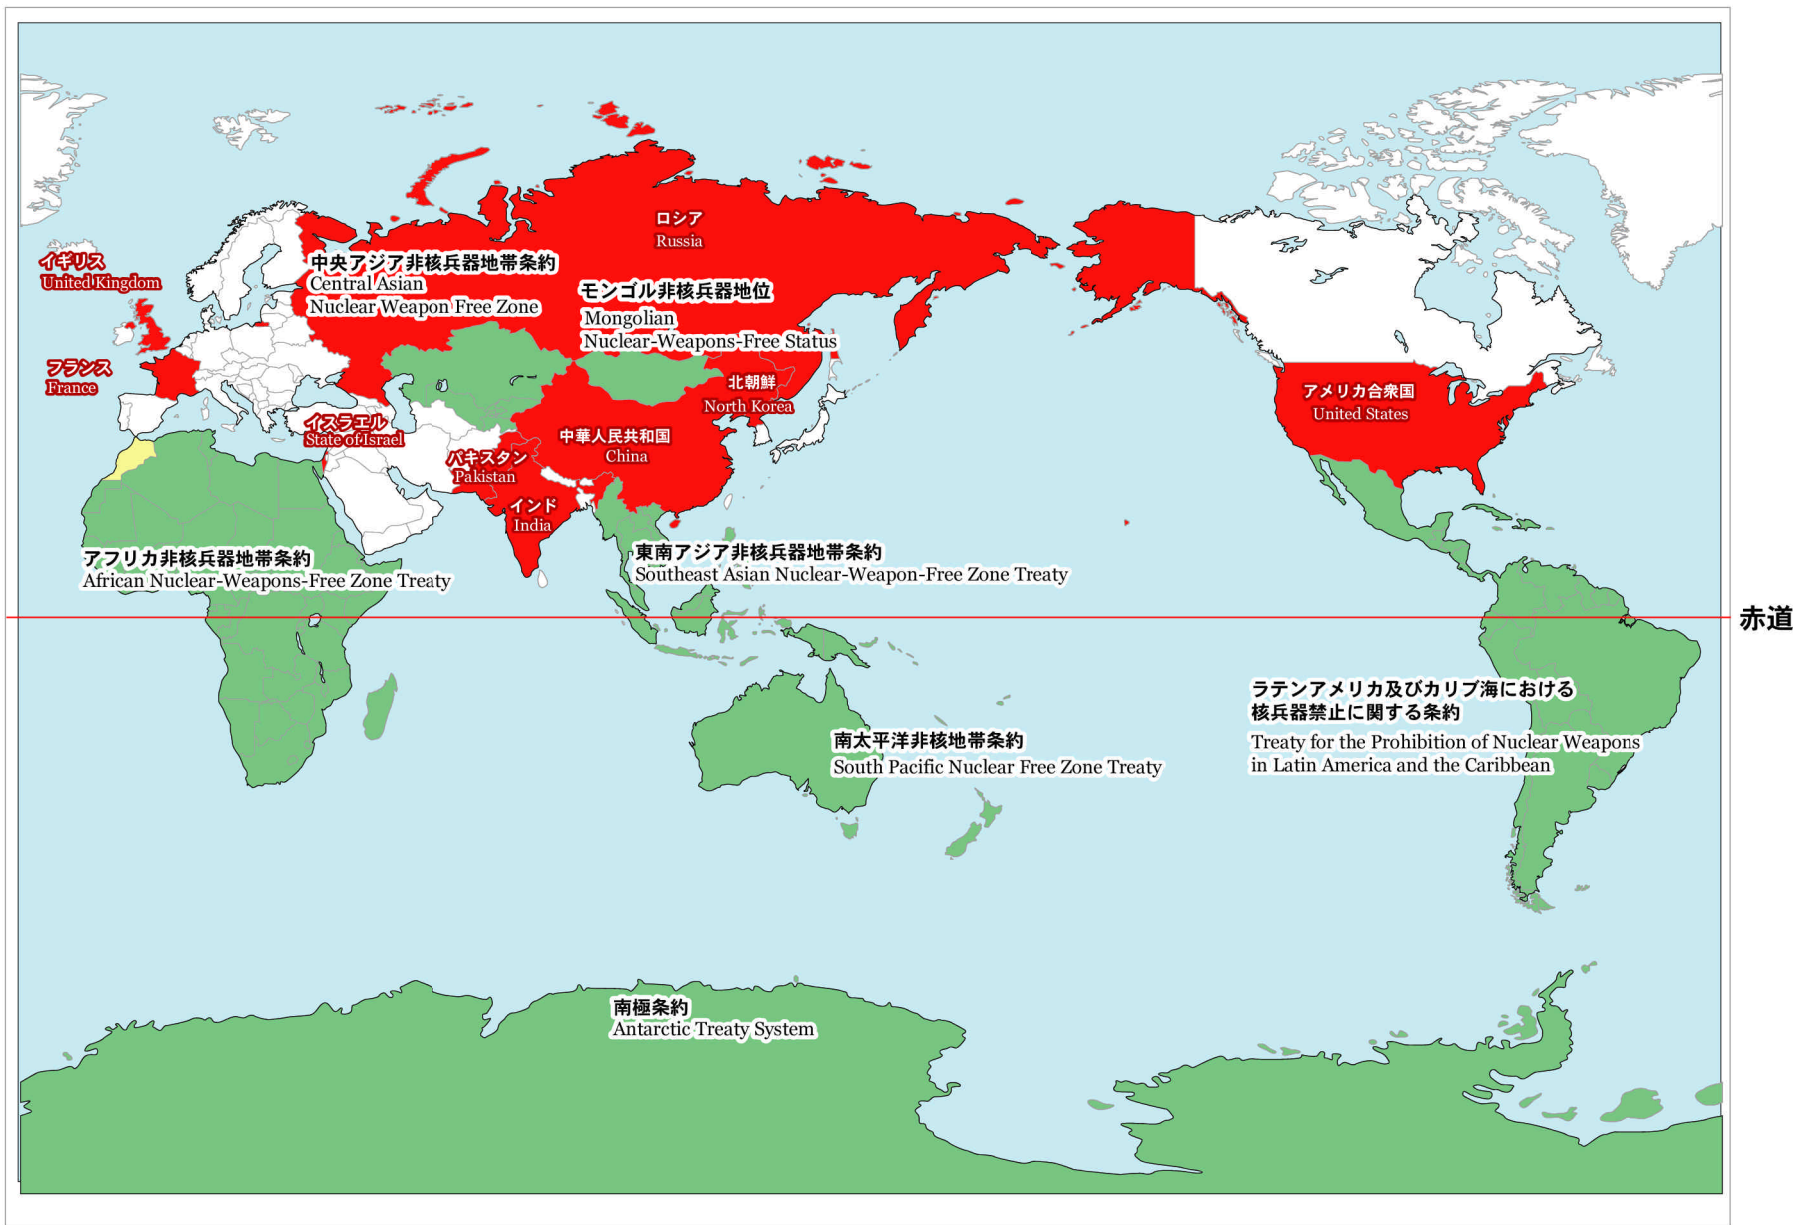 ロシア
Russia
イギリス
United Kingdom
中央アジア非核兵器地帯条約
Central Asian
Nuclear Weapon Free Zone
モンゴル非核兵器地位
Mongolian
Nuclear-Weapons-Free Status
フランス
France
北朝鮮
North Korea
アメリカ合衆国
United States
イスラエル
State of Israel
中華人民共和国
China
パキスタン
Pakistan
インド
India
アフリカ非核兵器地帯条約
African Nuclear-Weapons-Free Zone Treaty
東南アジア非核兵器地帯条約
Southeast Asian Nuclear-Weapon-Free Zone Treaty
赤道
ラテンアメリカ及びカリブ海における
核兵器禁止に関する条約
Treaty for the Prohibition of Nuclear Weapons
in Latin America and the Caribbean
南太平洋非核地帯条約
South Pacific Nuclear Free Zone Treaty
南極条約
Antarctic Treaty System